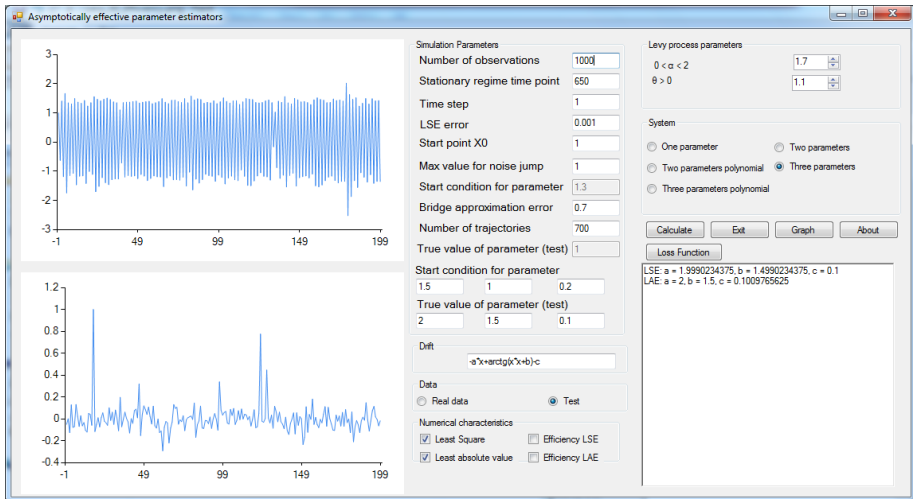 Asymptotically effective parameter estimators
3
2
1
0
-1
-2
-3
-1 49 99 149 199
1.2
1
0.8
0.6
0.4
0.2
0
-0.2
-0.4
-1 49 99 149 199
Simulation Parameters
Number of observations 1000
Stationary regime time point 650
Time step 1
LSE error 0.001
Start point X0 1
Max value for noise jump 1
Start condition for parameter 1.3
Bridge approximation error 0.7
Number of trajectories 700
True value of parameter (test) 1
Start condition for parameter
1.5 1 0.2
True value of parameter (test)
2 1.5 0.1
Drift
-a*x+arctg(x*x+b)-c
Data
Real data Test
Numerical characteristics
Least Square Efficiency LSE
Least absolute value Efficiency LAE
Levy process parameters
0 < α < 2 1.7
θ > 0 1.1
System
One parameter Two parameters
Two parameters polynomial Three parameters
Three parameters polynomial
Calculate Exit Graph About
Loss Function
LSE: a = 1.9990234375, b = 1.4990234375, c = 0.1
LAE: a = 2, b = 1.5, c = 0.1009765625